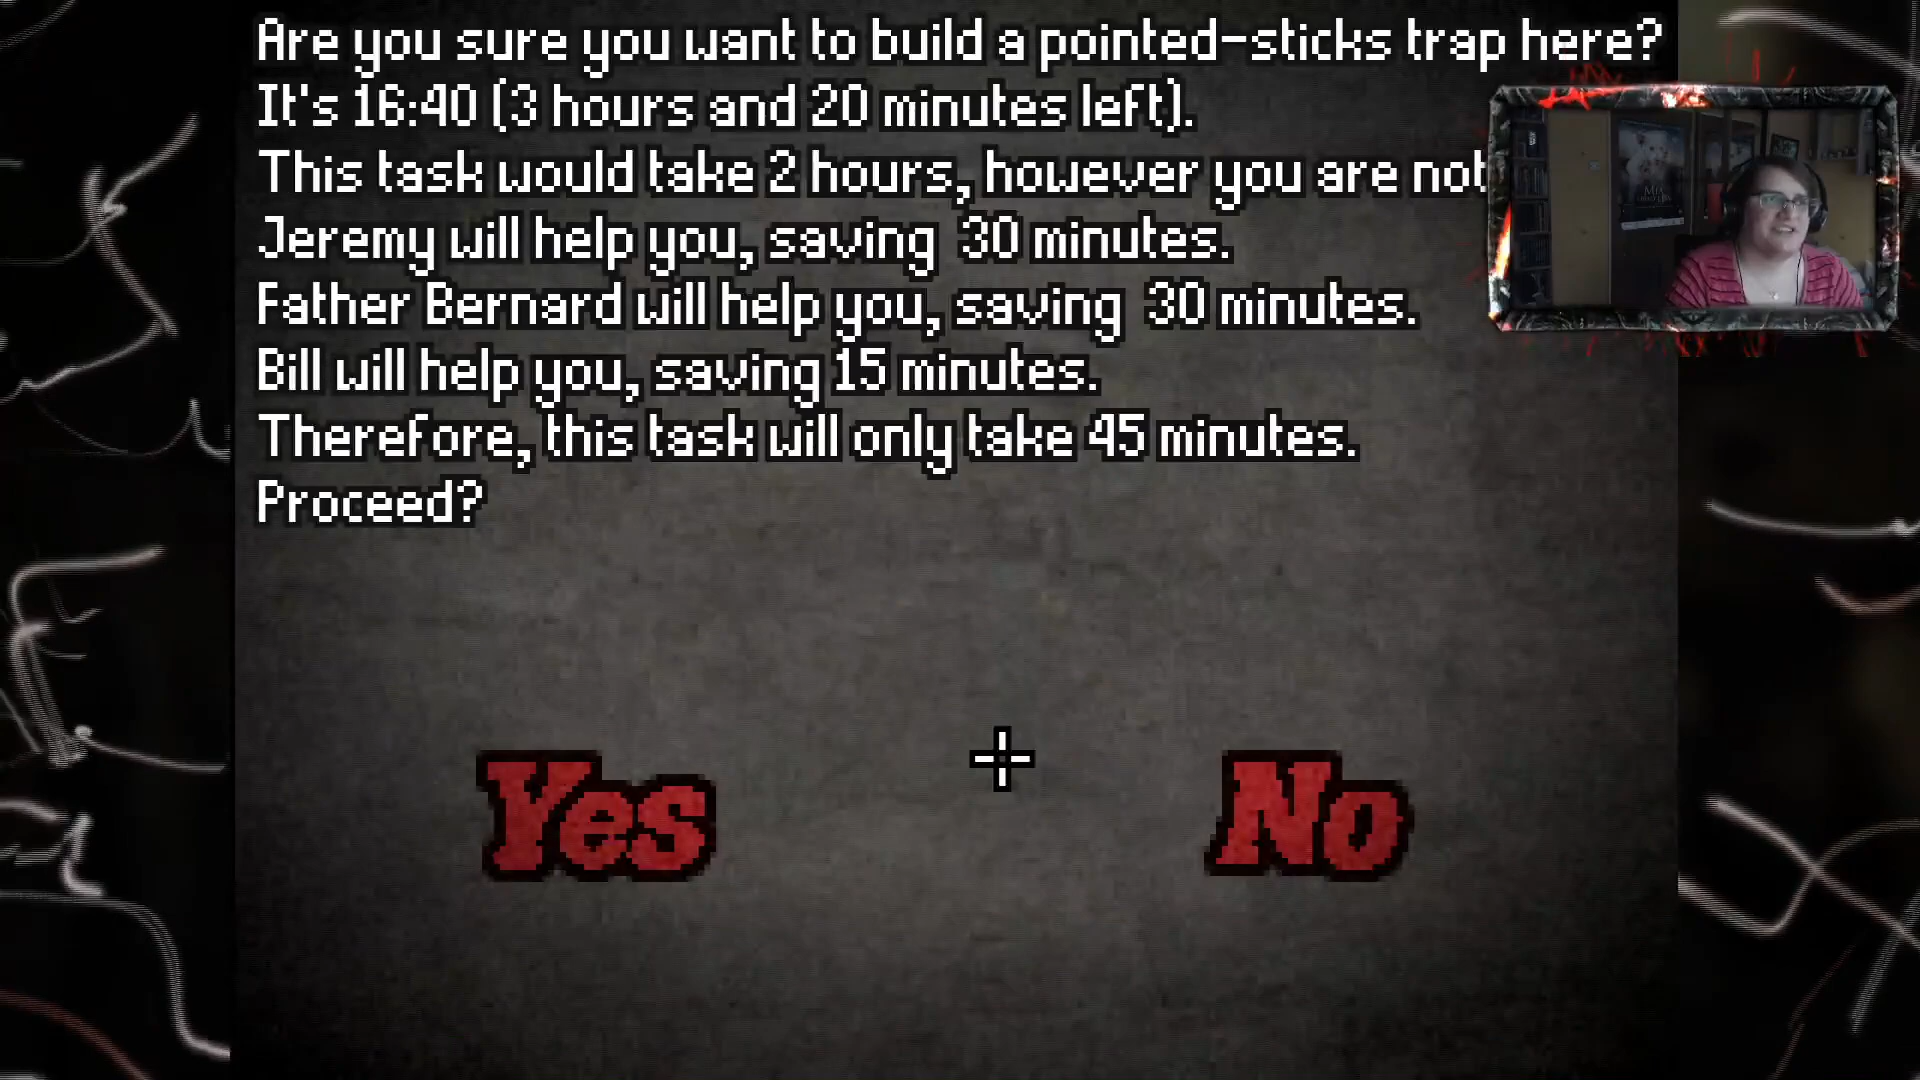 Are you sure you want to build a pointed-sticks trap here?
It's 16:40 (3 hours and 20 minutes left).
This task would take 2 hours, however you are not
Jeremy will help you, saving 30 minutes.
Father Bernard will help you, saving 30 minutes.
Bill will help you, saving 15 minutes.
Therefore, this task will only take 45 minutes.
Proceed?
Yes
No